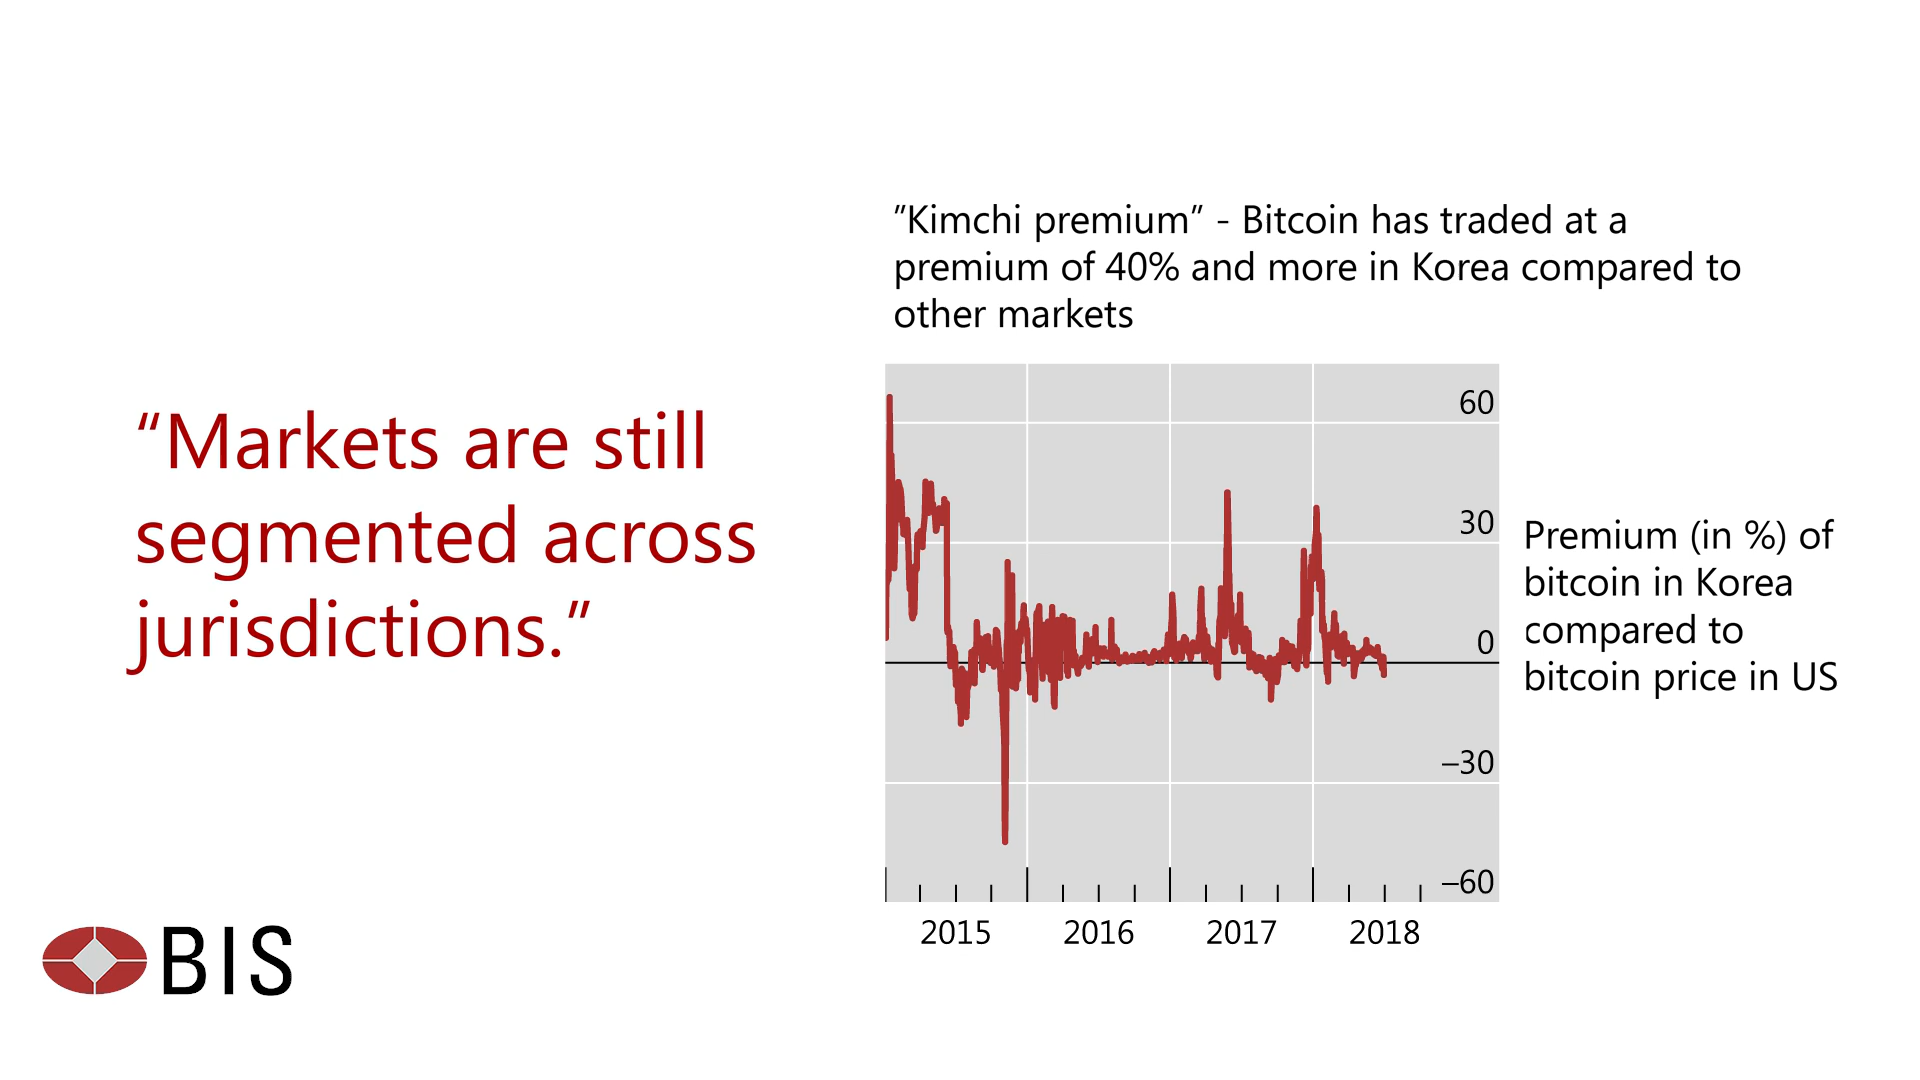 ”Kimchi premium” - Bitcoin has traded at a
premium of 40% and more in Korea compared to
other markets
“Markets are still
segmented across
jurisdictions.”
60
30
0
–30
–60
Premium (in %) of
bitcoin in Korea
compared to
bitcoin price in US
2015 2016 2017 2018
BIS